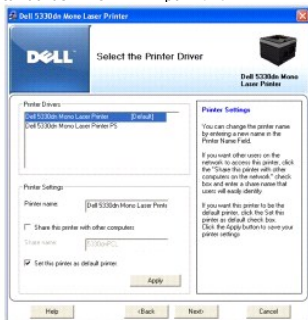 Dell 5330dn Mono Laser Printer
DELL
Select the Printer Driver
Dell 5330dn Mono
Laser Printer
Printer Drivers
Dell 5330dn Mono Laser Printer [Default]
Dell 5330dn Mono Laser Printer PS
Printer Settings
Printer name:
Dell 5330dn Mono Laser Printe
Share this printer with other computers
Share name:
Set this printer as default printer
Apply
Printer Settings
You can change the printer name
by entering a new name in the
Printer Name Field.
If you want other users on the
network to access this printer, click
the "Share this printer with other
computers on the network" check
box and enter a share name that
users will easily identify.
If you want this printer to be the
default printer, click the Set this
printer as default check box.
Click the Apply button to save your
printer settings
Help
<Back
Next>
Cancel